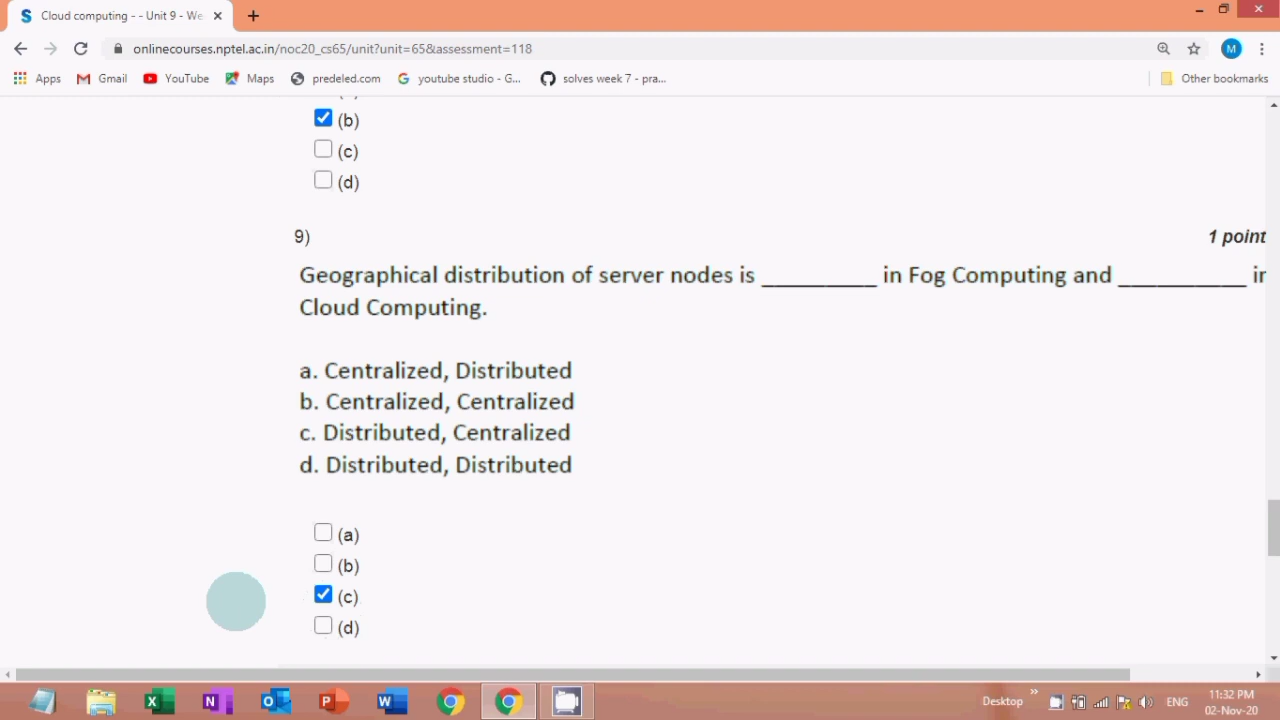 Cloud computing - - Unit 9 - We
onlinecourses.nptel.ac.in/noc20_cs65/unit?unit=65&assessment=118
M
Apps
Gmail
YouTube
Maps
predeled.com
youtube studio - G...
solves week 7 - pra...
Other bookmarks
(b)
(c)
(d)
9)
1 point
Geographical distribution of server nodes is __________ in Fog Computing and ___________ in
Cloud Computing.
a. Centralized, Distributed
b. Centralized, Centralized
c. Distributed, Centralized
d. Distributed, Distributed
(a)
(b)
(c)
(d)
Desktop
ENG
11:32 PM
02-Nov-20